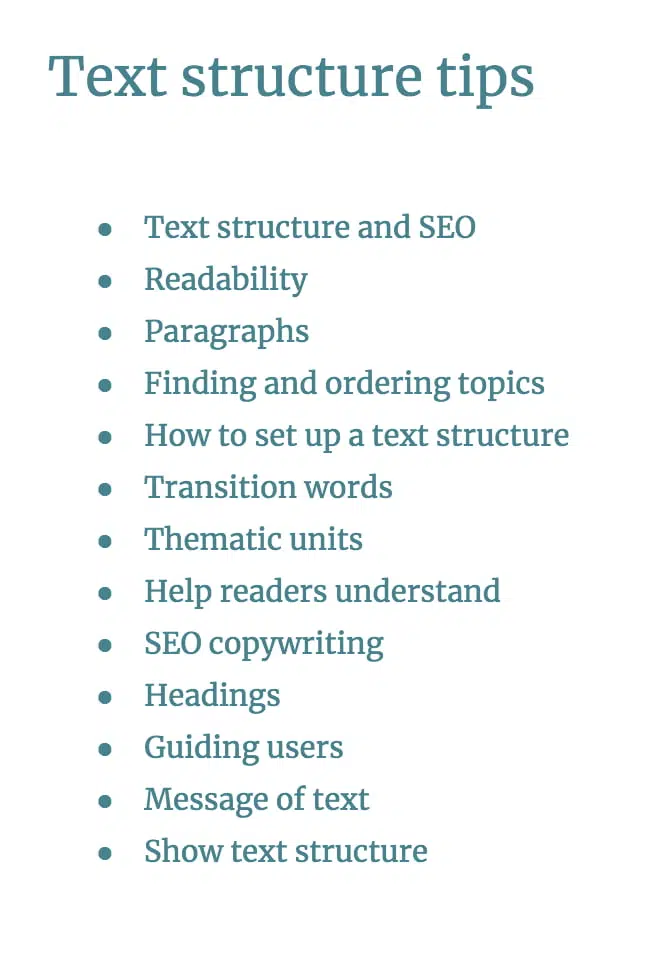 Text structure tips
● Text structure and SEO
● Readability
● Paragraphs
● Finding and ordering topics
● How to set up a text structure
● Transition words
● Thematic units
● Help readers understand
● SEO copywriting
● Headings
● Guiding users
● Message of text
● Show text structure